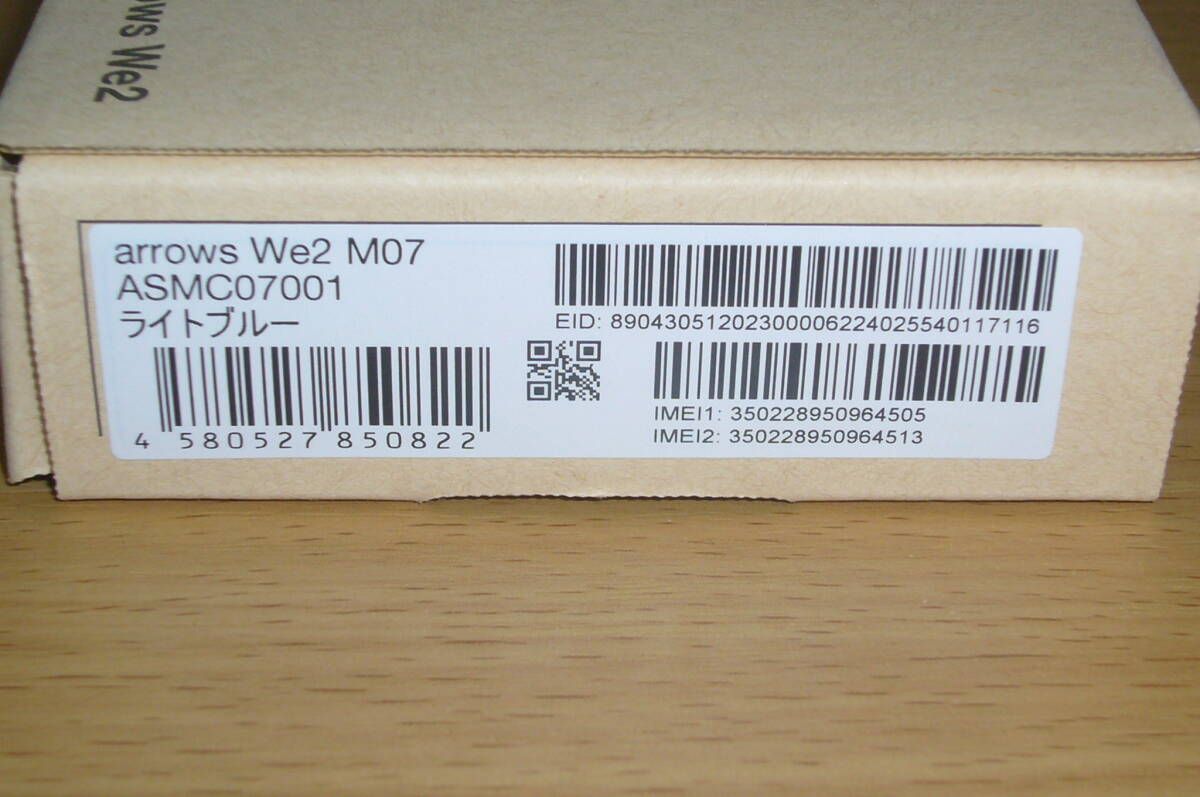 ows We2
arrows We2 M07
ASMC07001
ライトブルー
4 580527 850822
EID: 89043051202300006224025540117116
IMEI1: 350228950964505
IMEI2: 350228950964513